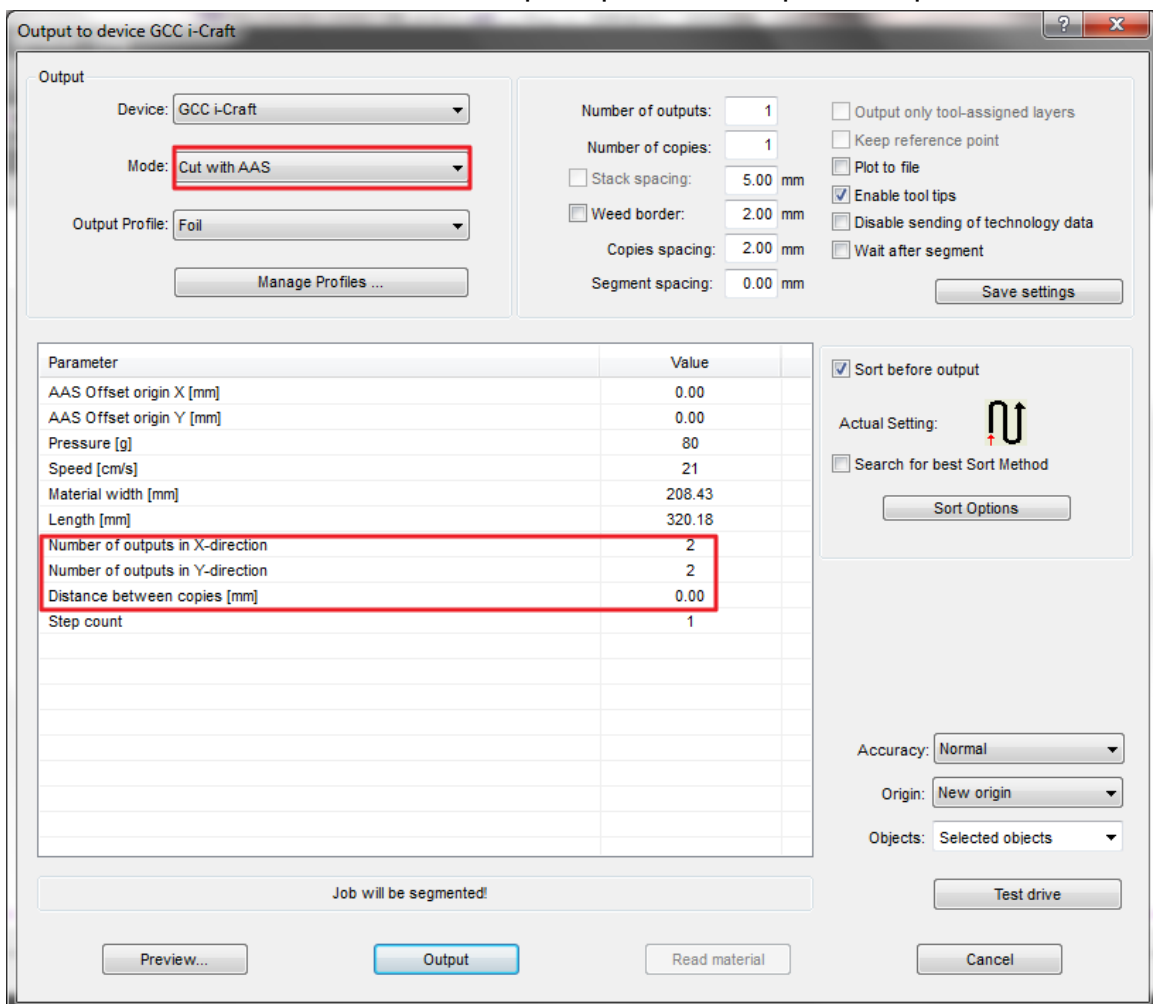 Output to device GCC i-Craft
Output
Device: GCC i-Craft
Mode: Cut with AAS
Output Profile: Foil
Manage Profiles ...
Number of outputs: 1
Number of copies: 1
Stack spacing: 5.00 mm
Weed border: 2.00 mm
Copies spacing: 2.00 mm
Segment spacing: 0.00 mm
Output only tool-assigned layers
Keep reference point
Plot to file
Enable tool tips
Disable sending of technology data
Wait after segment
Save settings
Parameter Value
AAS Offset origin X [mm] 0.00
AAS Offset origin Y [mm] 0.00
Pressure [g] 80
Speed [cm/s] 21
Material width [mm] 208.43
Length [mm] 320.18
Number of outputs in X-direction 2
Number of outputs in Y-direction 2
Distance between copies [mm] 0.00
Step count 1
Sort before output
Actual Setting:
Search for best Sort Method
Sort Options
Accuracy: Normal
Origin: New origin
Objects: Selected objects
Job will be segmented!
Test drive
Preview...
Output
Read material
Cancel